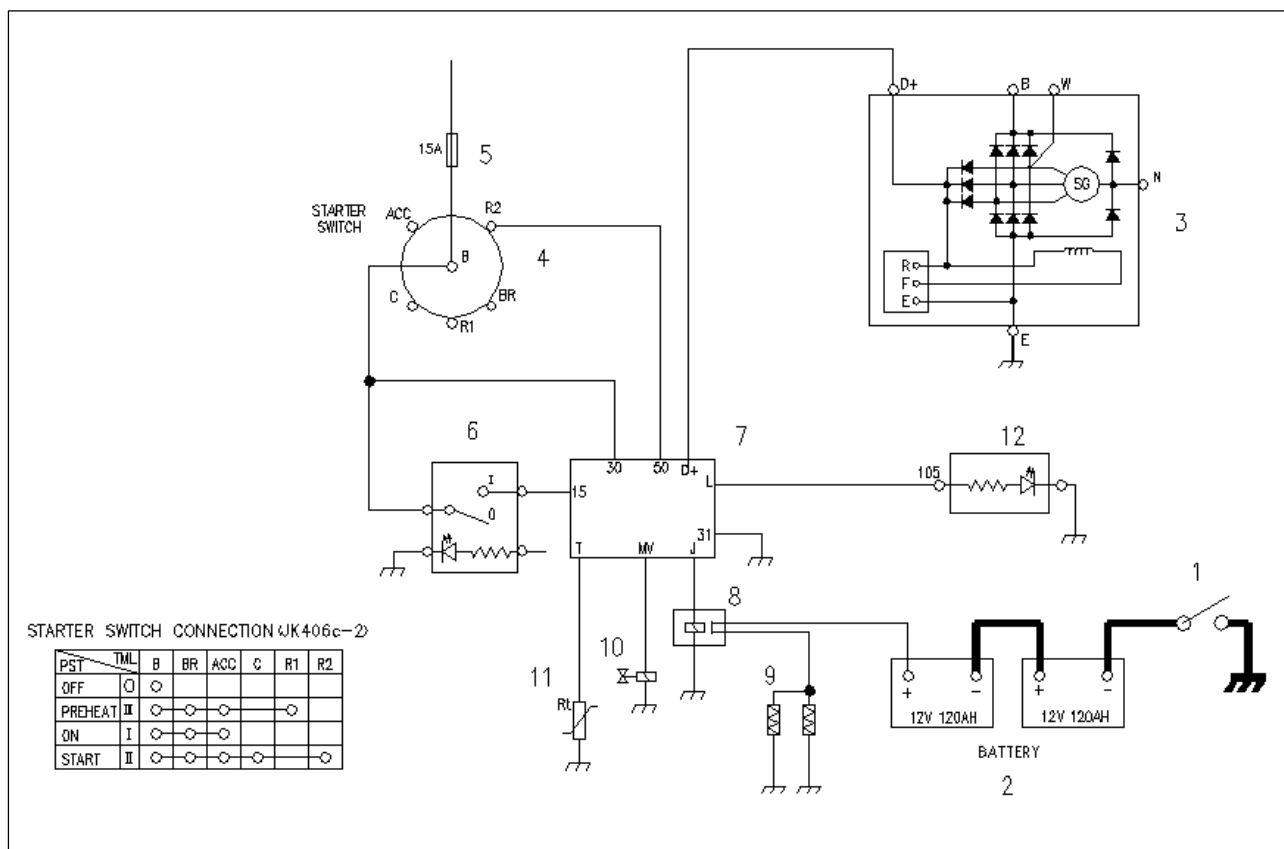 D+ B W
15A 5
SG N
3
STARTER
SWITCH
ACC R2
B 4
C BR
R1
R
F
E
E
6 7 12
30 50 D+
I 15 L 105
O
31
T MV J
8 1
10 9
11
Rt
+ - + -
12V 120AH 12V 120AH
BATTERY
2
STARTER SWITCH CONNECTION (JK406c-2)
PST TML B BR ACC C R1 R2
OFF O
PREHEAT II
ON I
START II